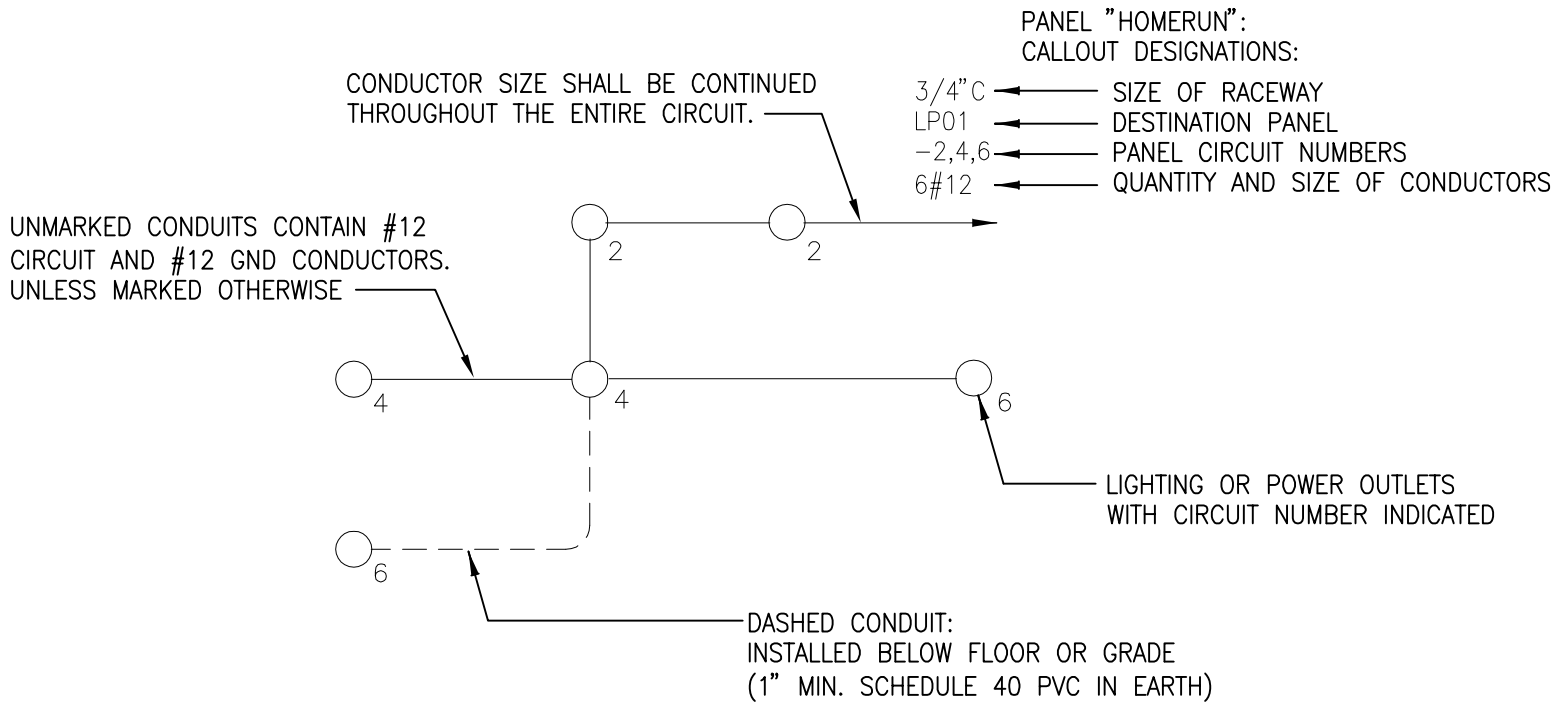 PANEL "HOMERUN":
CALLOUT DESIGNATIONS:
CONDUCTOR SIZE SHALL BE CONTINUED
THROUGHOUT THE ENTIRE CIRCUIT.
3/4"C SIZE OF RACEWAY
LP01 DESTINATION PANEL
-2,4,6 PANEL CIRCUIT NUMBERS
6#12 QUANTITY AND SIZE OF CONDUCTORS
UNMARKED CONDUITS CONTAIN #12
CIRCUIT AND #12 GND CONDUCTORS.
UNLESS MARKED OTHERWISE
2
2
4
4
6
LIGHTING OR POWER OUTLETS
WITH CIRCUIT NUMBER INDICATED
6
DASHED CONDUIT:
INSTALLED BELOW FLOOR OR GRADE
(1" MIN. SCHEDULE 40 PVC IN EARTH)